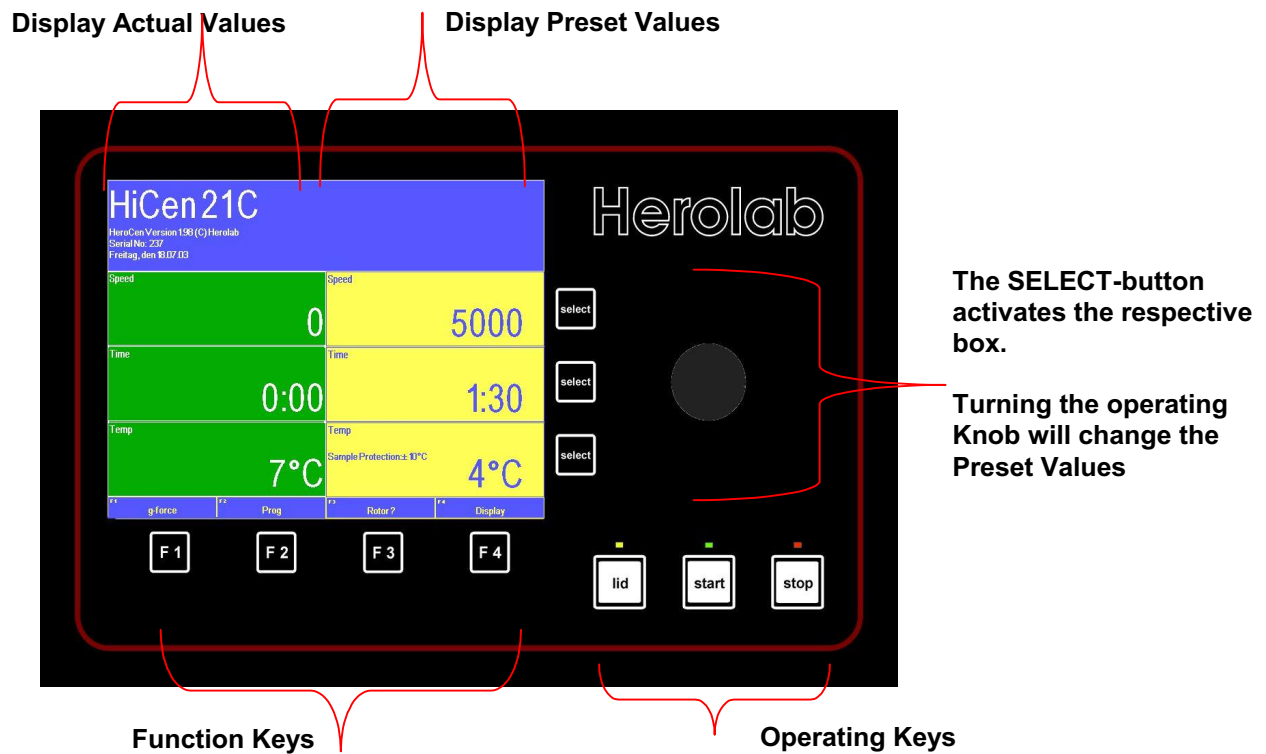 Display Actual Values
Display Preset Values
HiCen 21C
HeroCen Version 1.98 (C) Herolab
Serial No: 237
Freitag, den 18.07.03
Herolab
Speed
0
Speed
5000
select
Time
0:00
Time
1:30
select
Temp
7°C
Temp
Sample Protection:± 10°C
4°C
select
F1 g-force
F2 Prog
F3 Rotor ?
F4 Display
F 1
F 2
F 3
F 4
lid
start
stop
The SELECT-button
activates the respective
box.
Turning the operating
Knob will change the
Preset Values
Function Keys
Operating Keys